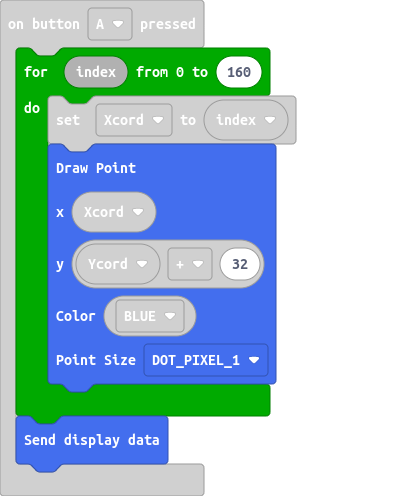 on button A pressed
for index from 0 to 160
do
set Xcord to index
Draw Point
x Xcord
y Ycord + 32
Color BLUE
Point Size DOT_PIXEL_1
Send display data